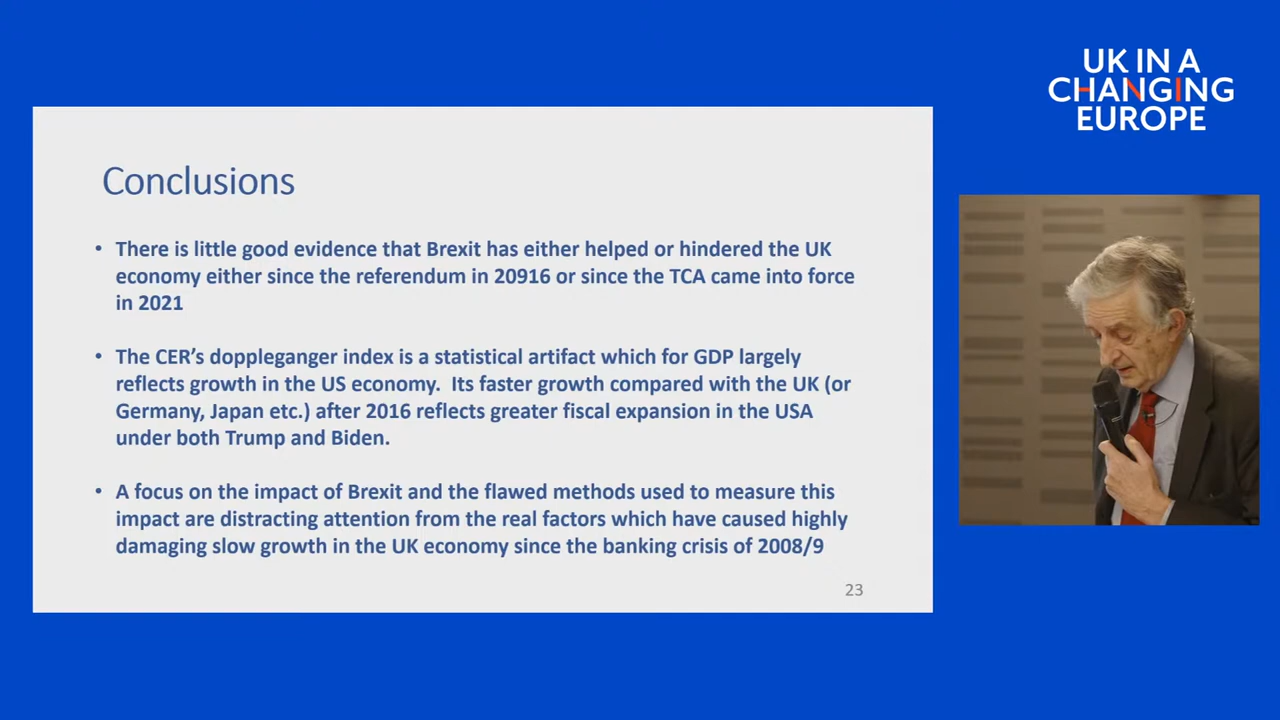 UK IN A
CHANGING
EUROPE
Conclusions
• There is little good evidence that Brexit has either helped or hindered the UK
economy either since the referendum in 20916 or since the TCA came into force
in 2021
• The CER’s doppleganger index is a statistical artifact which for GDP largely
reflects growth in the US economy.  Its faster growth compared with the UK (or
Germany, Japan etc.) after 2016 reflects greater fiscal expansion in the USA
under both Trump and Biden.
• A focus on the impact of Brexit and the flawed methods used to measure this
impact are distracting attention from the real factors which have caused highly
damaging slow growth in the UK economy since the banking crisis of 2008/9
23